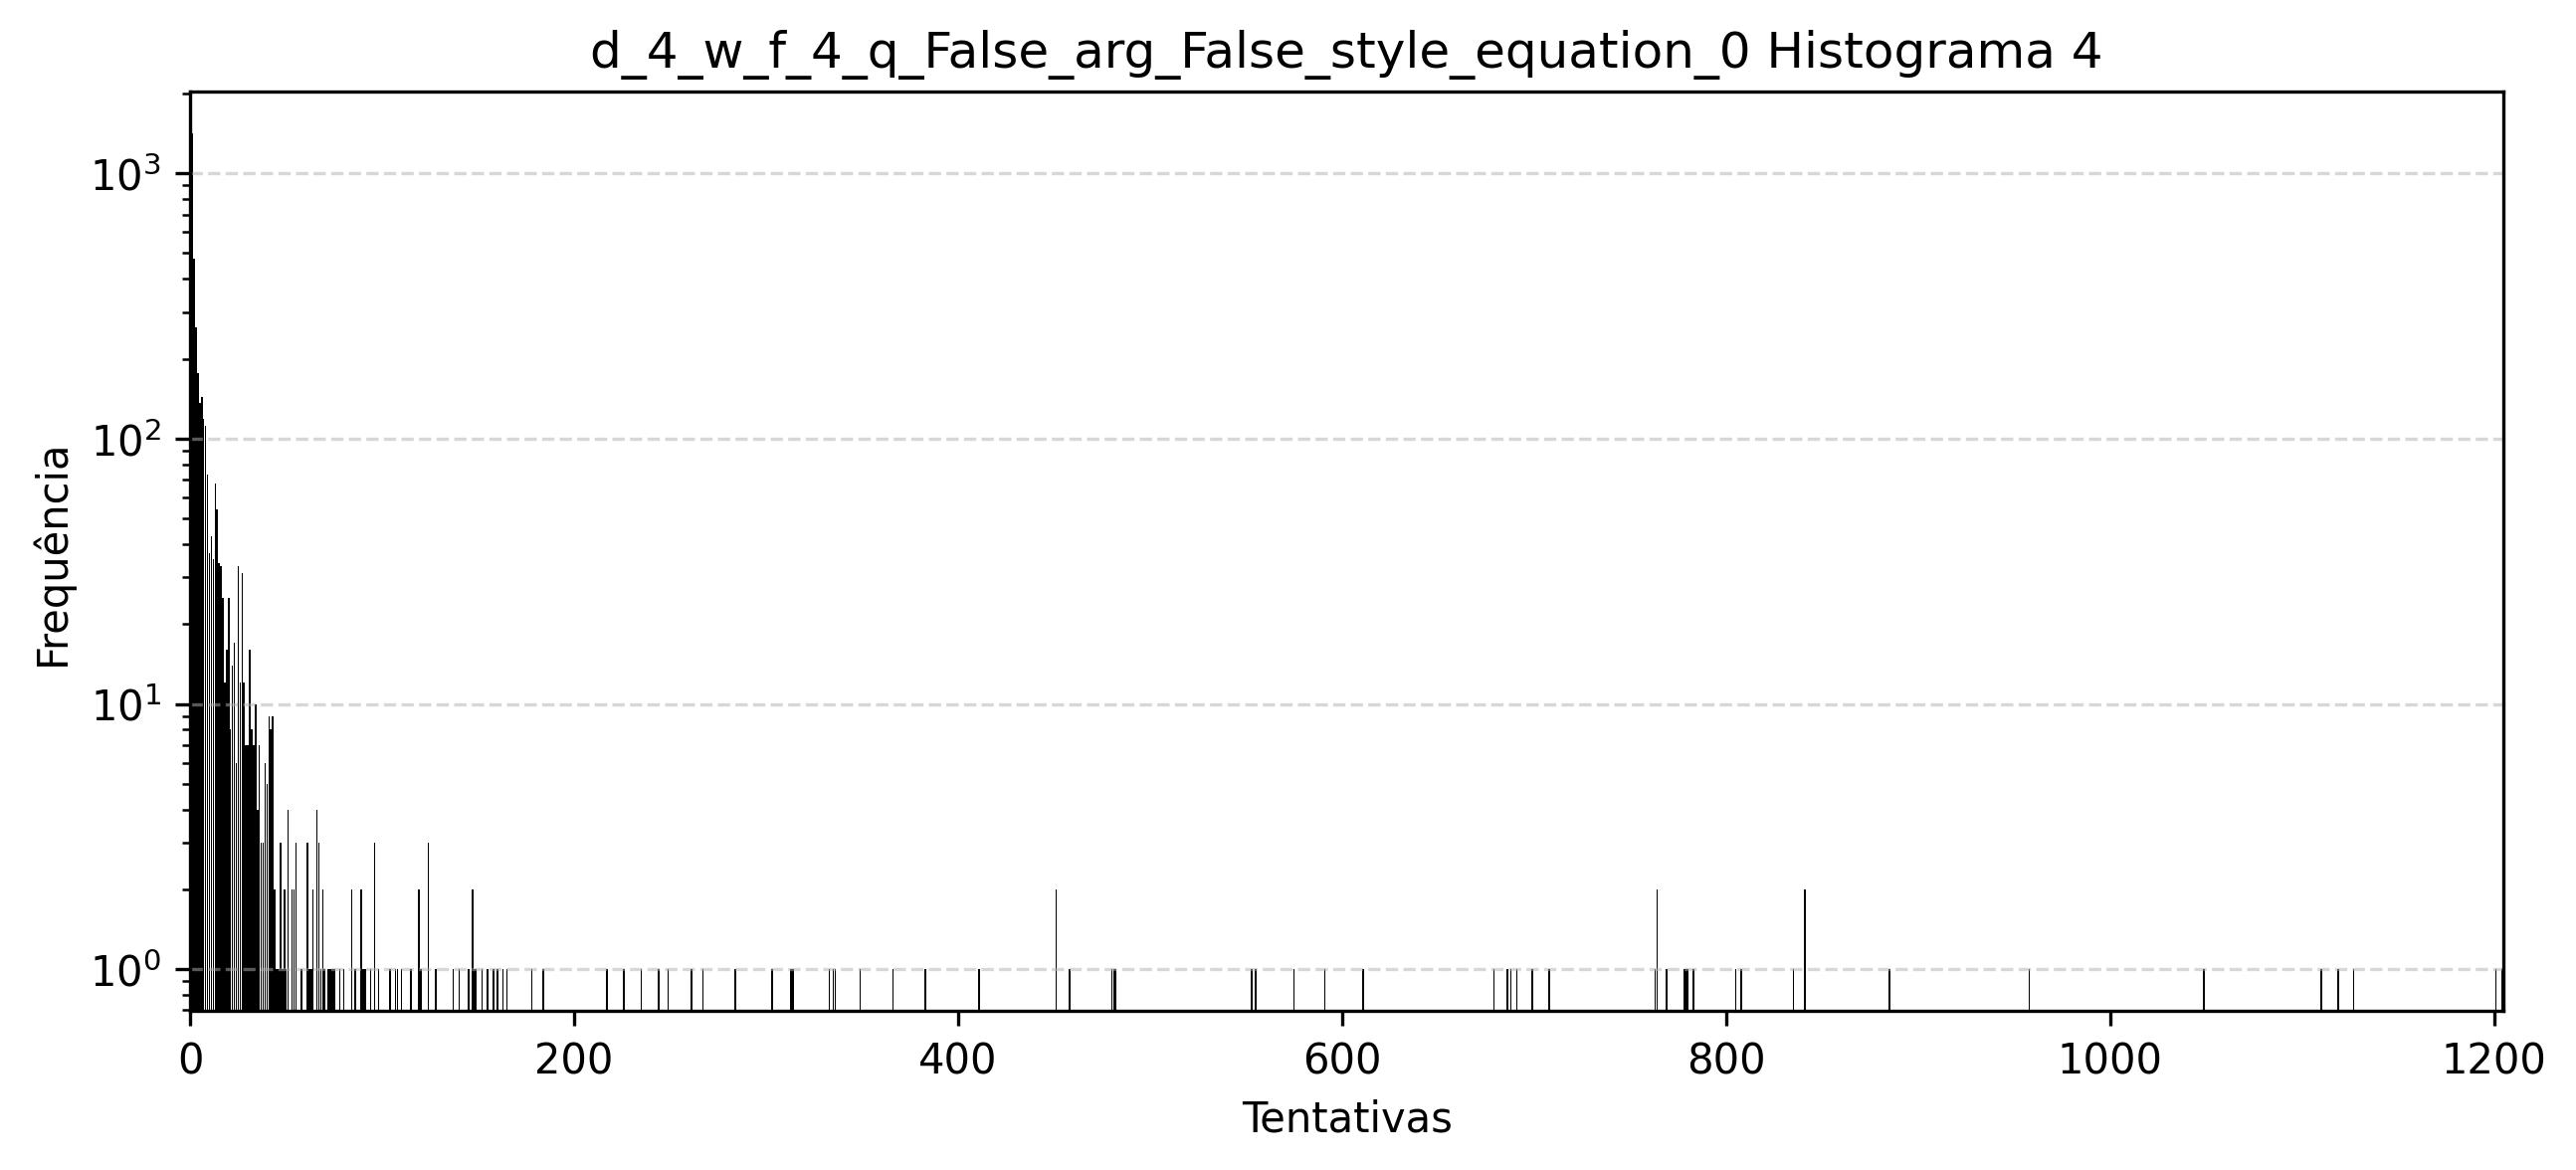 d_4_w_f_4_q_False_arg_False_style_equation_0 Histograma 4
Frequência
10³
10²
10¹
10⁰
0 200 400 600 800 1000 1200
Tentativas